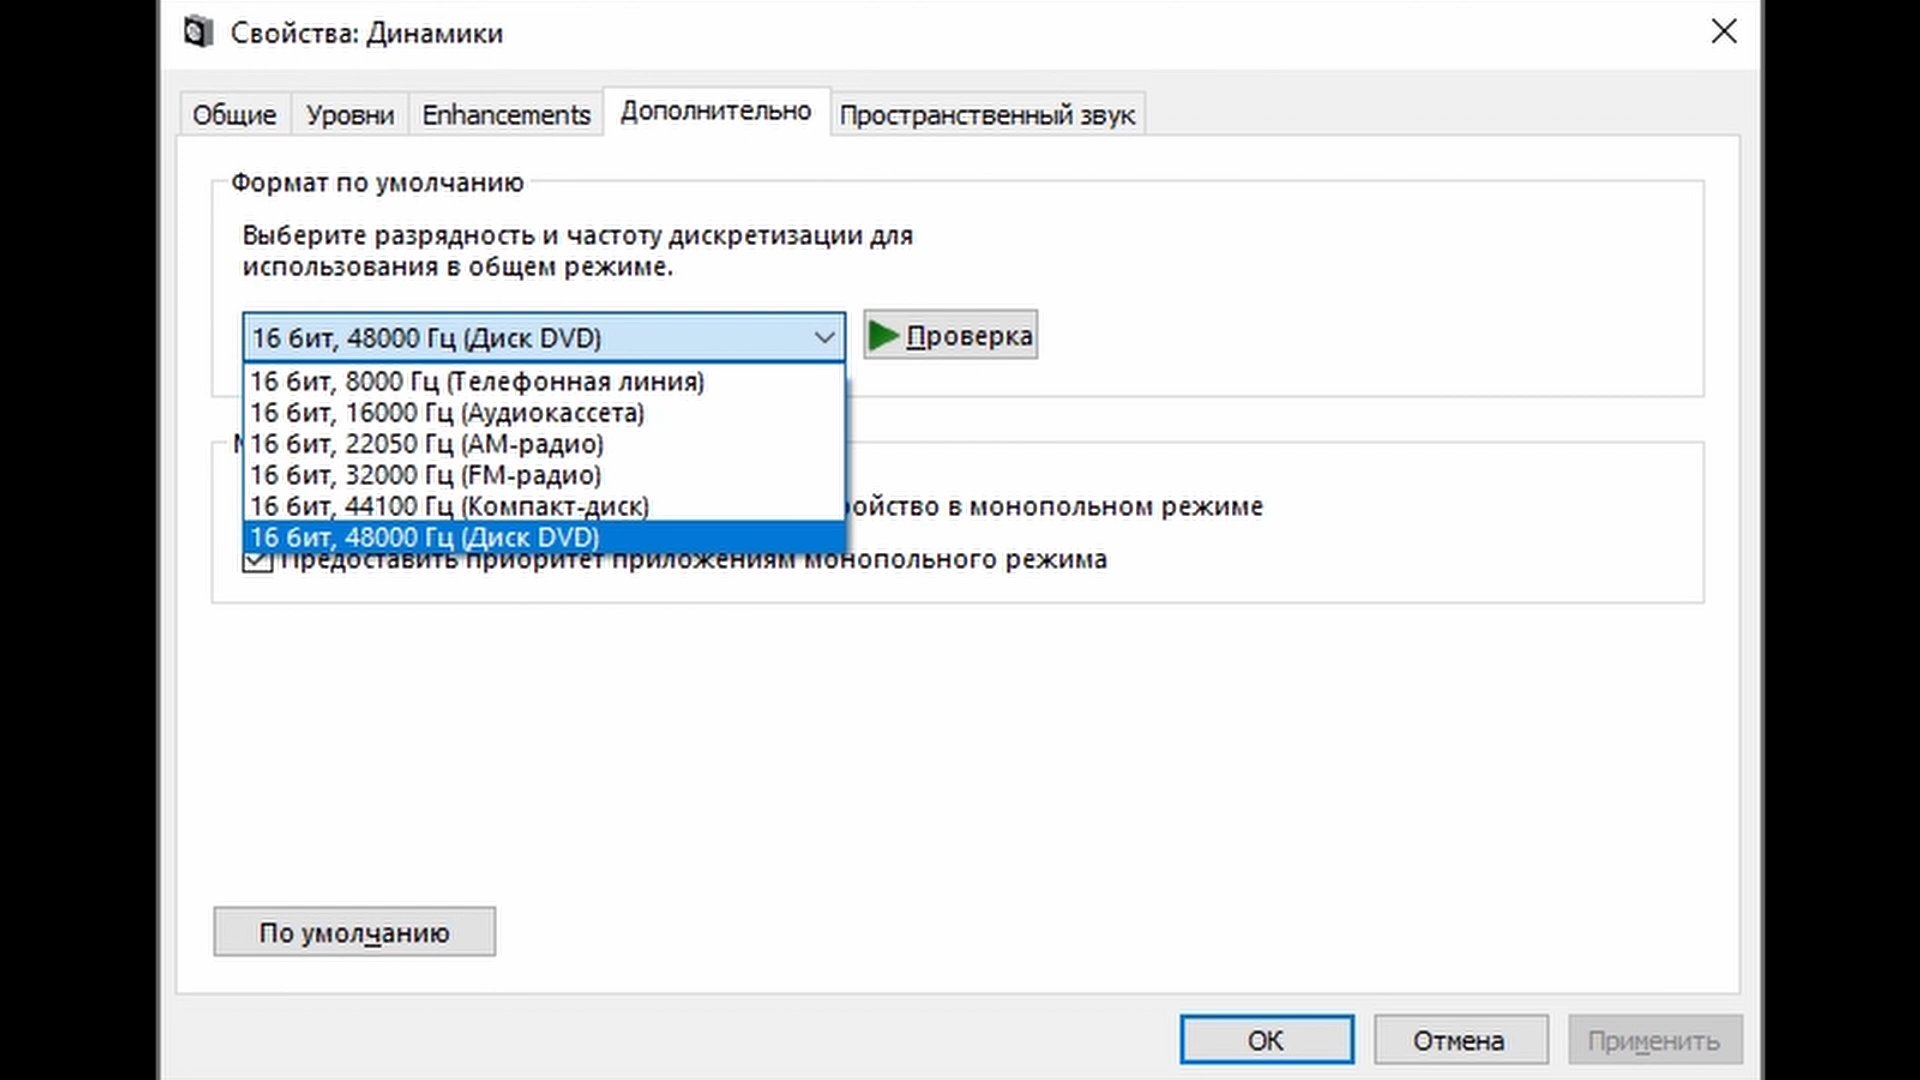 Свойства: Динамики
Общие Уровни Enhancements Дополнительно Пространственный звук
Формат по умолчанию
Выберите разрядность и частоту дискретизации для
использования в общем режиме.
16 бит, 48000 Гц (Диск DVD) Проверка
16 бит, 8000 Гц (Телефонная линия)
16 бит, 16000 Гц (Аудиокассета)
16 бит, 22050 Гц (АМ-радио)
16 бит, 32000 Гц (FM-радио)
16 бит, 44100 Гц (Компакт-диск)
в монопольном режиме
16 бит, 48000 Гц (Диск DVD)
Предоставить приоритет приложениям монопольного режима
По умолчанию
ОК Отмена Применить